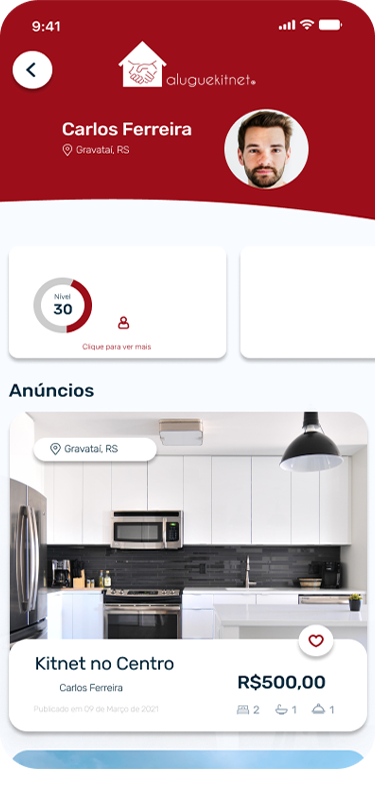 9:41
aluguekitnet
Carlos Ferreira
Gravataí, RS
Nível
30
Clique para ver mais
Anúncios
Gravataí, RS
Kitnet no Centro
Carlos Ferreira
R$500,00
Publicado em 09 de Março de 2021
2 1 1